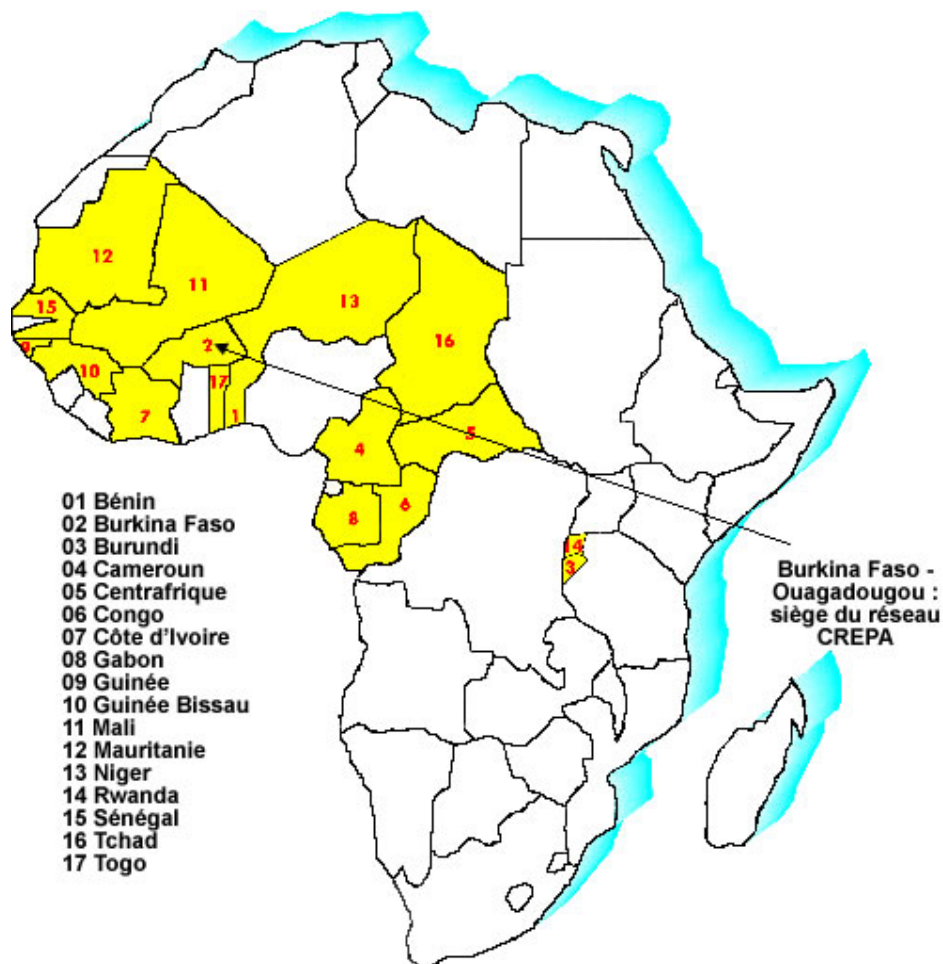 12
11
13
15
16
2
9
10
17
7
1
5
4
6
8
14
3
01 Bénin
02 Burkina Faso
03 Burundi
04 Cameroun
05 Centrafrique
06 Congo
07 Côte d'Ivoire
08 Gabon
09 Guinée
10 Guinée Bissau
11 Mali
12 Mauritanie
13 Niger
14 Rwanda
15 Sénégal
16 Tchad
17 Togo
Burkina Faso -
Ouagadougou :
siège du réseau
CREPA